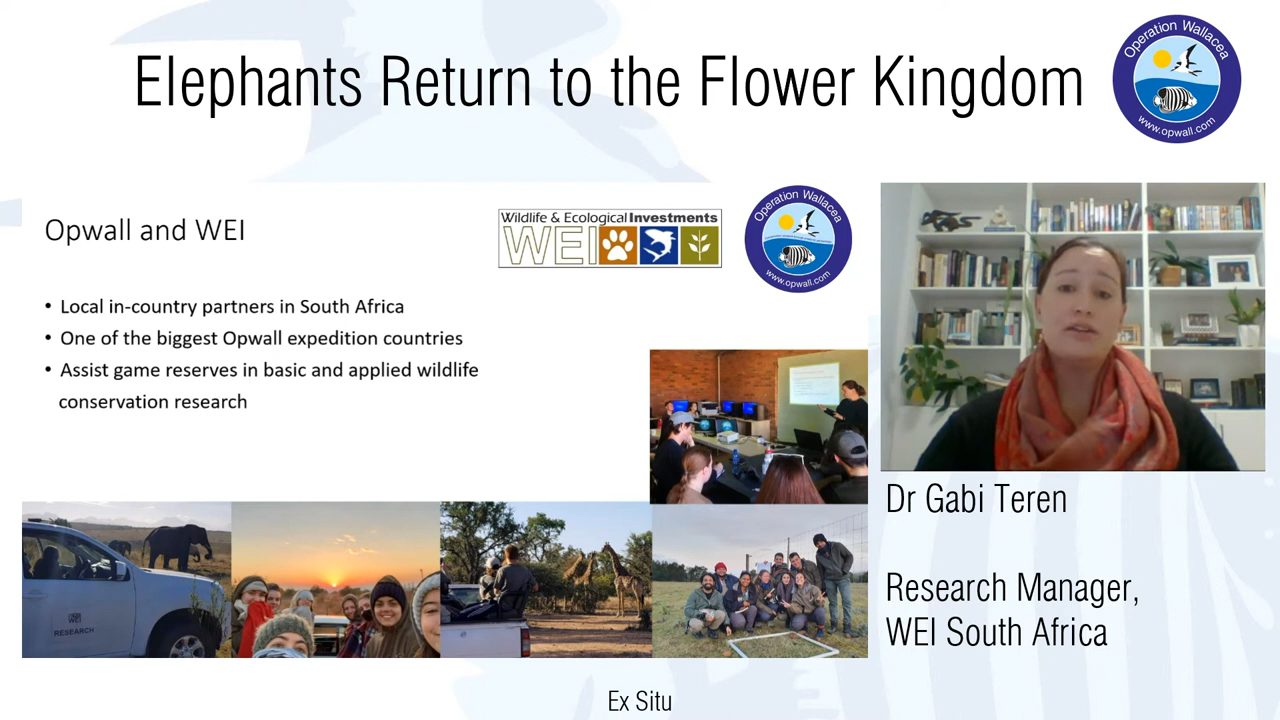 Elephants Return to the Flower Kingdom
Operation Wallacea
www.opwall.com
Opwall and WEI
Wildlife & Ecological Investments
WEI
Operation Wallacea
www.opwall.com
• Local in-country partners in South Africa
• One of the biggest Opwall expedition countries
• Assist game reserves in basic and applied wildlife
conservation research
WEI
RESEARCH
Dr Gabi Teren
Research Manager,
WEI South Africa
Ex Situ